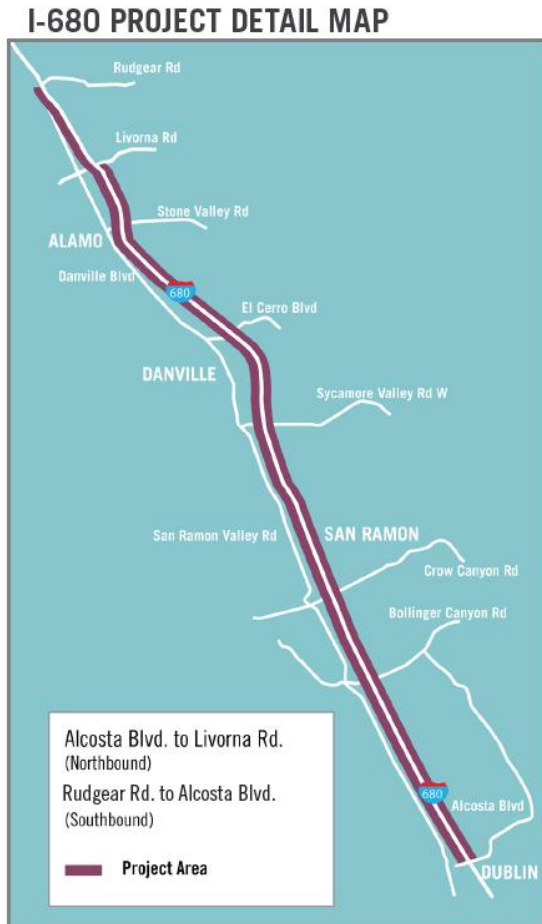 I-680 PROJECT DETAIL MAP
Rudgear Rd
Livorna Rd
Stone Valley Rd
ALAMO
Danville Blvd
680
El Cerro Blvd
DANVILLE
Sycamore Valley Rd W
San Ramon Valley Rd
SAN RAMON
Crow Canyon Rd
Bollinger Canyon Rd
Alcosta Blvd. to Livorna Rd.
(Northbound)
Rudgear Rd. to Alcosta Blvd.
(Southbound)
Project Area
680
Alcosta Blvd
DUBLIN